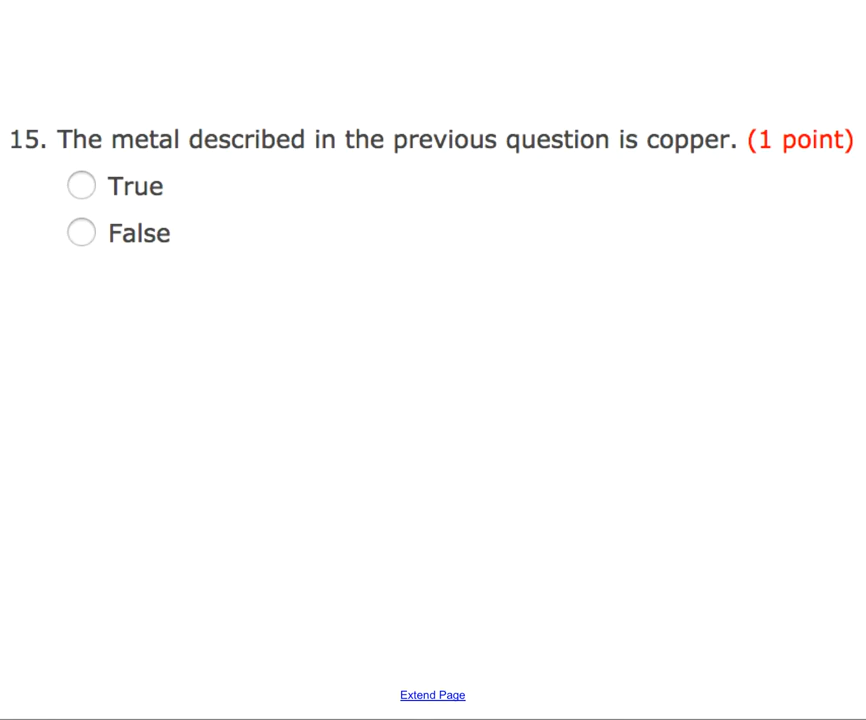 15. The metal described in the previous question is copper. (1 point)
True
False
Extend Page